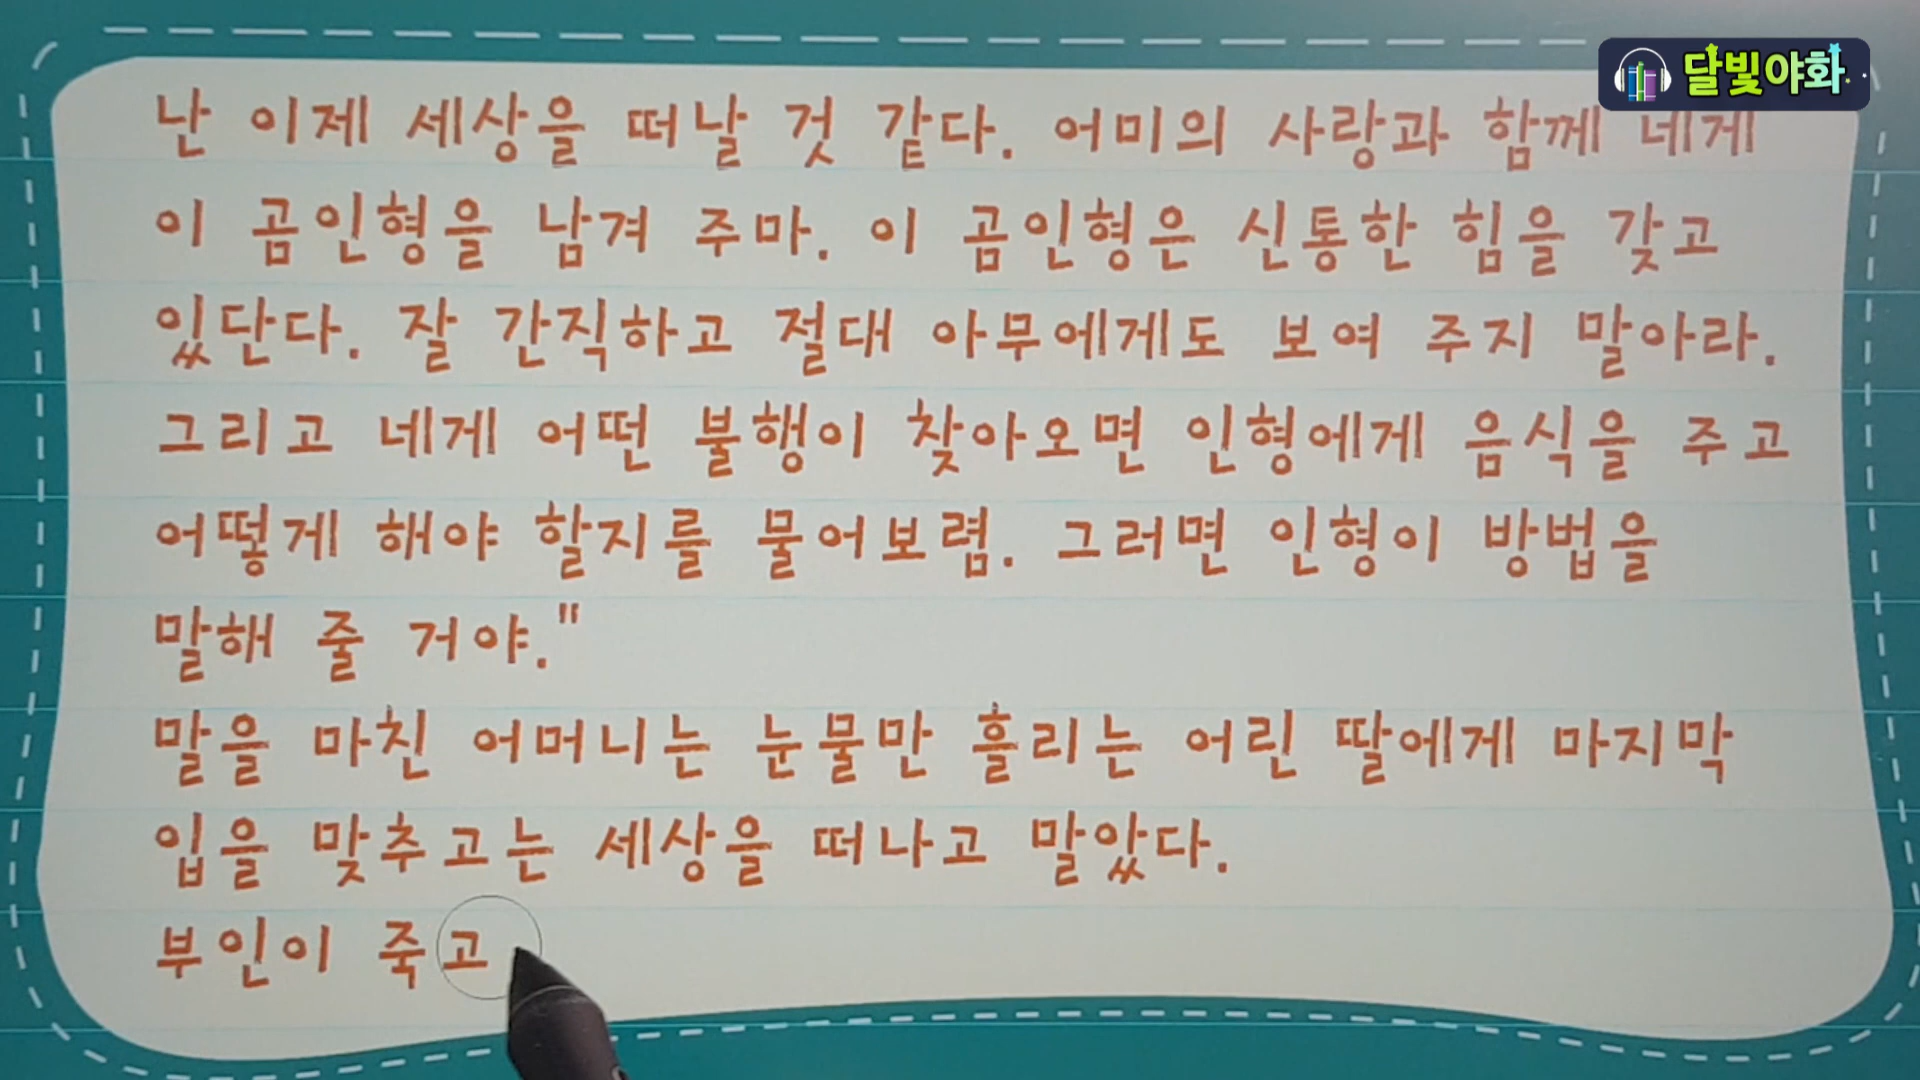 달빛야화
난 이제 세상을 떠날 것 같다. 어미의 사랑과 함께 네게
이 곰인형을 남겨 주마. 이 곰인형은 신통한 힘을 갖고
있단다. 잘 간직하고 절대 아무에게도 보여 주지 말아라.
그리고 네게 어떤 불행이 찾아오면 인형에게 음식을 주고
어떻게 해야 할지를 물어보렴. 그러면 인형이 방법을
말해 줄 거야."
말을 마친 어머니는 눈물만 흘리는 어린 딸에게 마지막
입을 맞추고는 세상을 떠나고 말았다.
부인이 죽고